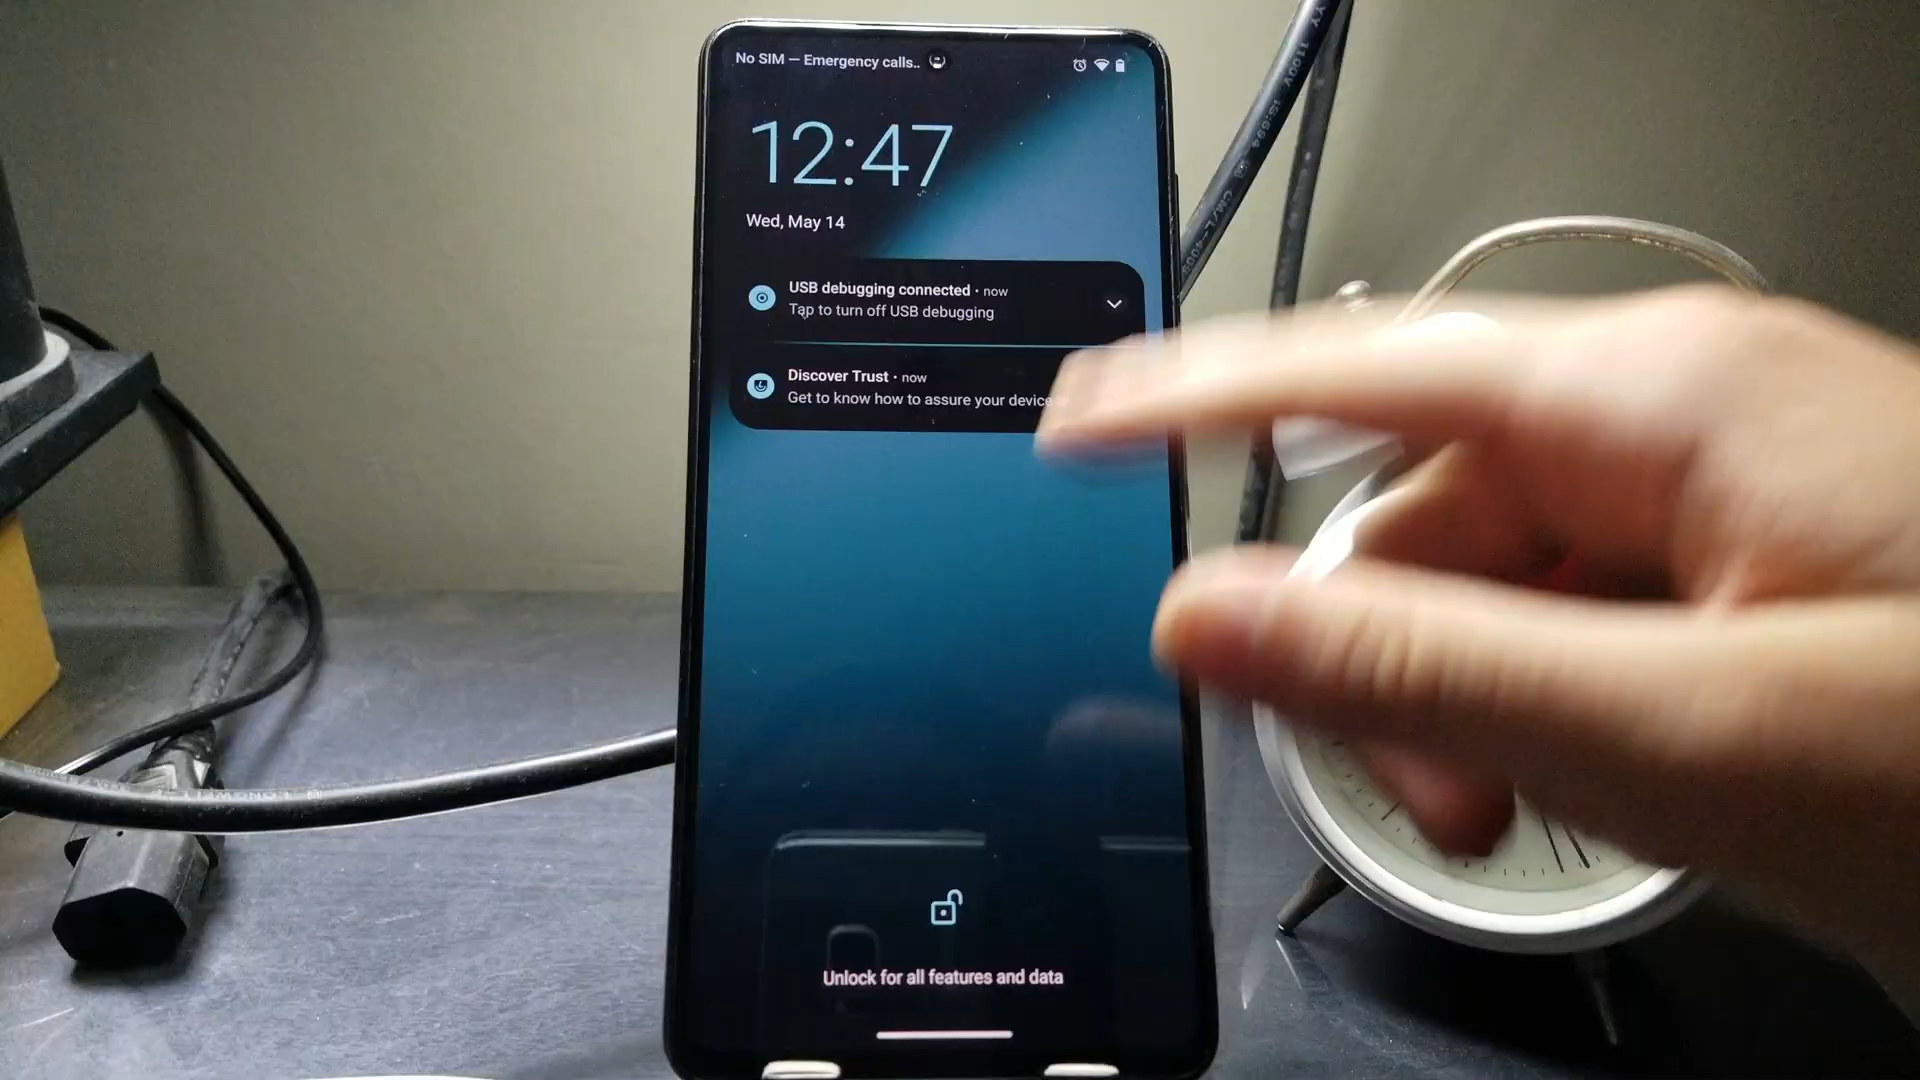 No SIM — Emergency calls..
12:47
Wed, May 14
USB debugging connected · now
Tap to turn off USB debugging
Discover Trust · now
Get to know how to assure your device
Unlock for all features and data